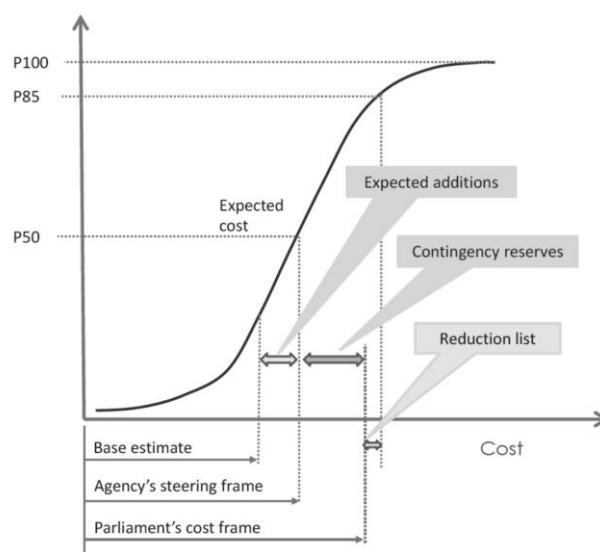 P100
P85
Expected additions
Expected
cost
P50
Contingency reserves
Reduction list
Base estimate
Cost
Agency's steering frame
Parliament's cost frame